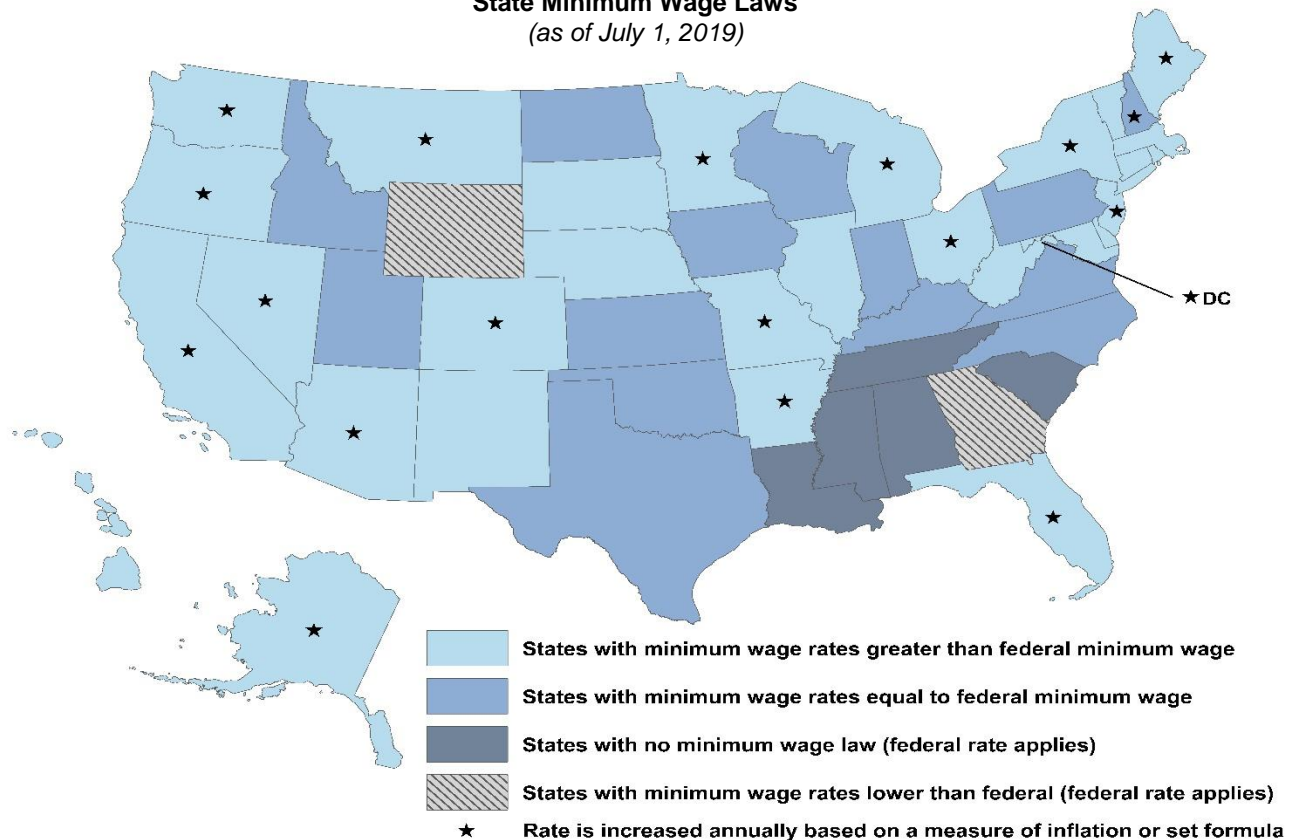 State Minimum Wage Laws
(as of July 1, 2019)
★ DC
States with minimum wage rates greater than federal minimum wage
States with minimum wage rates equal to federal minimum wage
States with no minimum wage law (federal rate applies)
States with minimum wage rates lower than federal (federal rate applies)
★ Rate is increased annually based on a measure of inflation or set formula